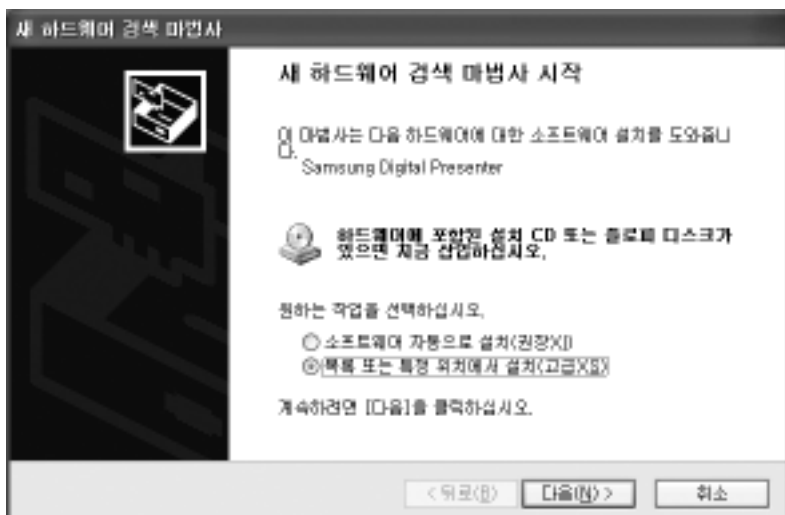 새 하드웨어 검색 마법사
새 하드웨어 검색 마법사 시작
이 마법사는 다음 하드웨어에 대한 소프트웨어 설치를 도와줍니
다.
Samsung Digital Presenter
하드웨어에 포함된 설치 CD 또는 플로피 디스크가
있으면 지금 삽입하십시오.
원하는 작업을 선택하십시오.
소프트웨어 자동으로 설치(권장)(I)
목록 또는 특정 위치에서 설치(고급)(S)
계속하려면 [다음]을 클릭하십시오.
< 뒤로(B)
다음(N) >
취소